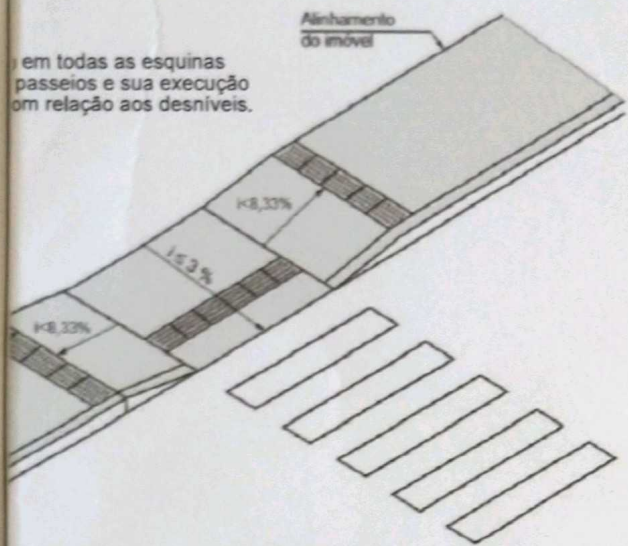 Alinhamento
do imóvel
em todas as esquinas
passeios e sua execução
om relação aos desníveis.
i<8,33%
i ≤ 3 %
i<8,33%